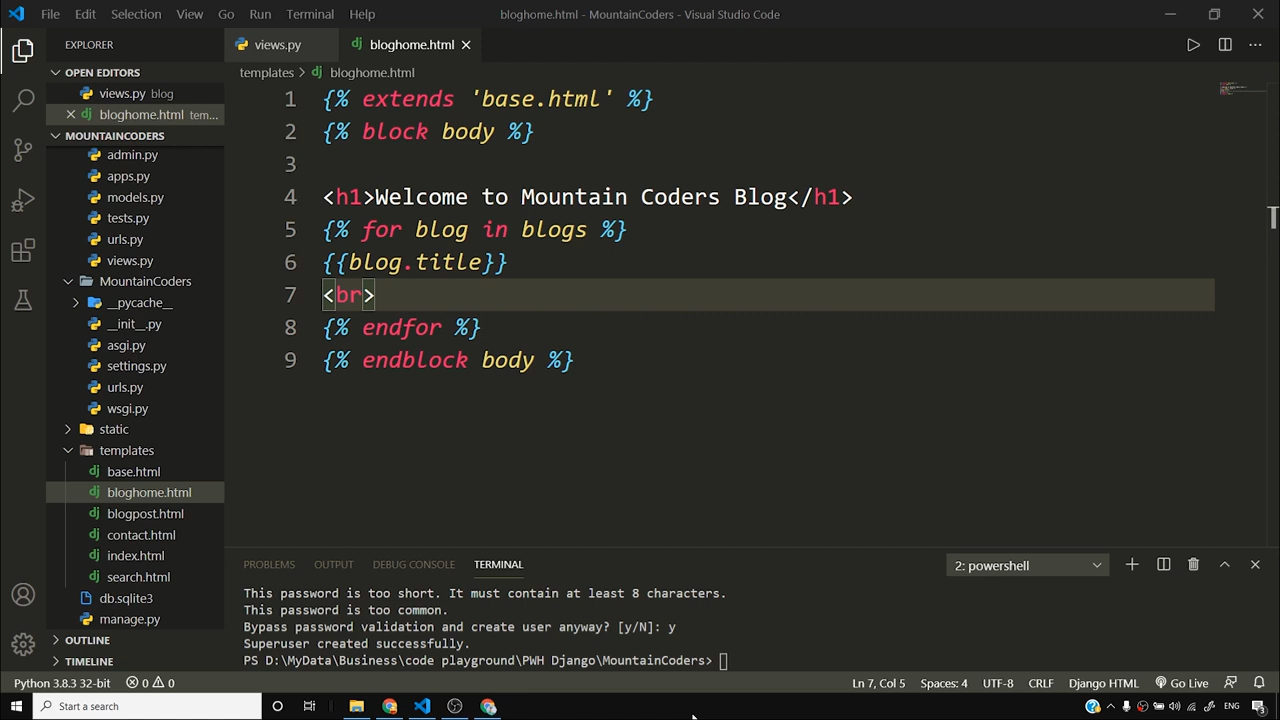 File Edit Selection View Go Run Terminal Help bloghome.html - MountainCoders - Visual Studio Code
EXPLORER
OPEN EDITORS
views.py blog
bloghome.html tem...
MOUNTAINCODERS
admin.py
apps.py
models.py
tests.py
urls.py
views.py
MountainCoders
__pycache__
__init__.py
asgi.py
settings.py
urls.py
wsgi.py
static
templates
base.html
bloghome.html
blogpost.html
contact.html
index.html
search.html
db.sqlite3
manage.py
OUTLINE
TIMELINE
views.py bloghome.html
templates > bloghome.html
1 {% extends 'base.html' %}
2 {% block body %}
3
4 <h1>Welcome to Mountain Coders Blog</h1>
5 {% for blog in blogs %}
6 {{blog.title}}
7 <br>
8 {% endfor %}
9 {% endblock body %}
PROBLEMS OUTPUT DEBUG CONSOLE TERMINAL 2: powershell
This password is too short. It must contain at least 8 characters.
This password is too common.
Bypass password validation and create user anyway? [y/N]: y
Superuser created successfully.
PS D:\MyData\Business\code playground\PWH Django\MountainCoders>
Python 3.8.3 32-bit 0 0 Ln 7, Col 5 Spaces: 4 UTF-8 CRLF Django HTML Go Live
Start a search ENG